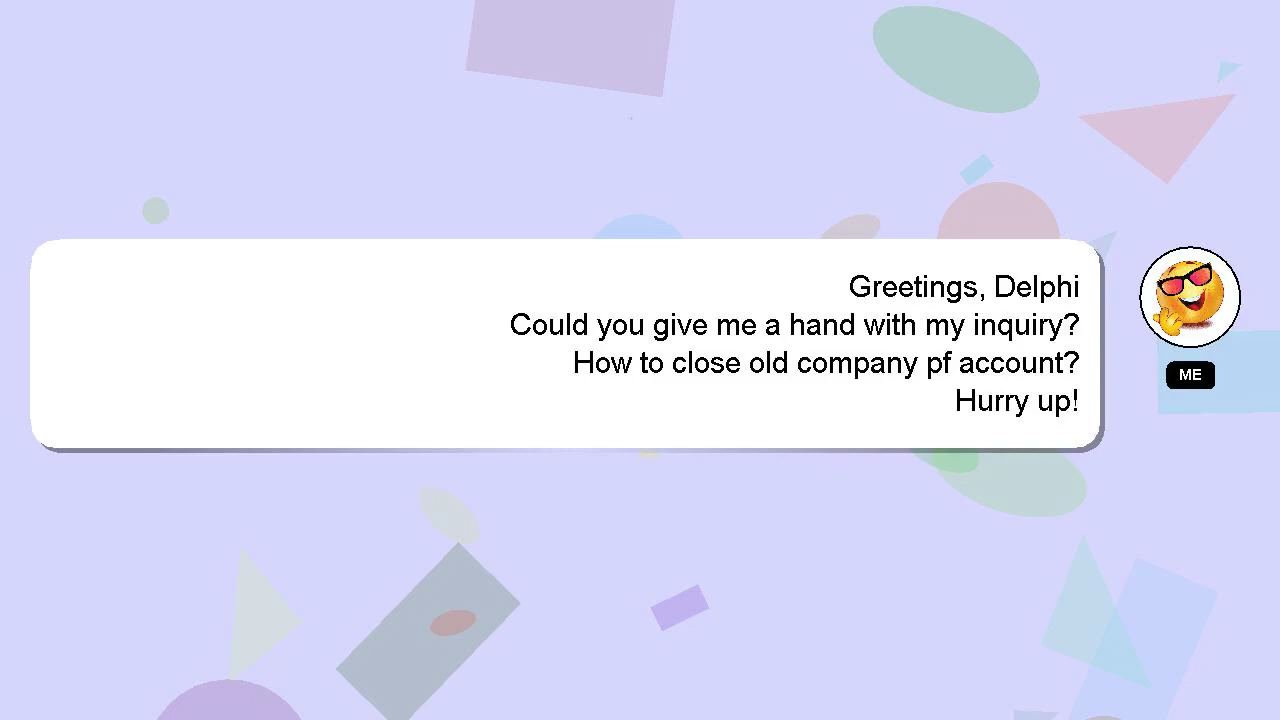 Greetings, Delphi
Could you give me a hand with my inquiry?
How to close old company pf account?
Hurry up!
ME